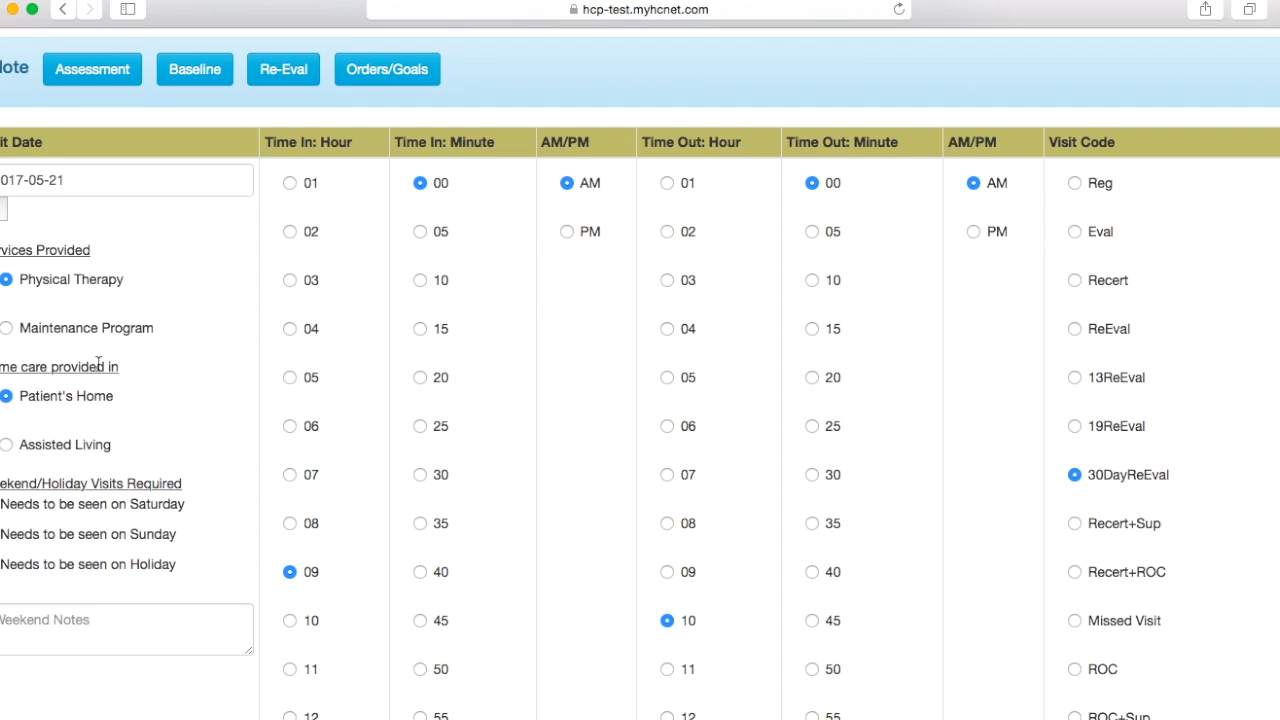 hcp-test.myhcnet.com
lote Assessment Baseline Re-Eval Orders/Goals
it Date Time In: Hour Time In: Minute AM/PM Time Out: Hour Time Out: Minute AM/PM Visit Code
017-05-21 01 00 AM 01 00 AM Reg
02 05 PM 02 05 PM Eval
vices Provided
Physical Therapy 03 10 03 10 Recert
Maintenance Program 04 15 04 15 ReEval
me care provided in
05 20 05 20 13ReEval
Patient's Home
06 25 06 25 19ReEval
Assisted Living
07 30 07 30 30DayReEval
ekend/Holiday Visits Required
Needs to be seen on Saturday
08 35 08 35 Recert+Sup
Needs to be seen on Sunday
Needs to be seen on Holiday
09 40 09 40 Recert+ROC
Weekend Notes 10 45 10 45 Missed Visit
11 50 11 50 ROC
12 55 12 55 ROC+Sup